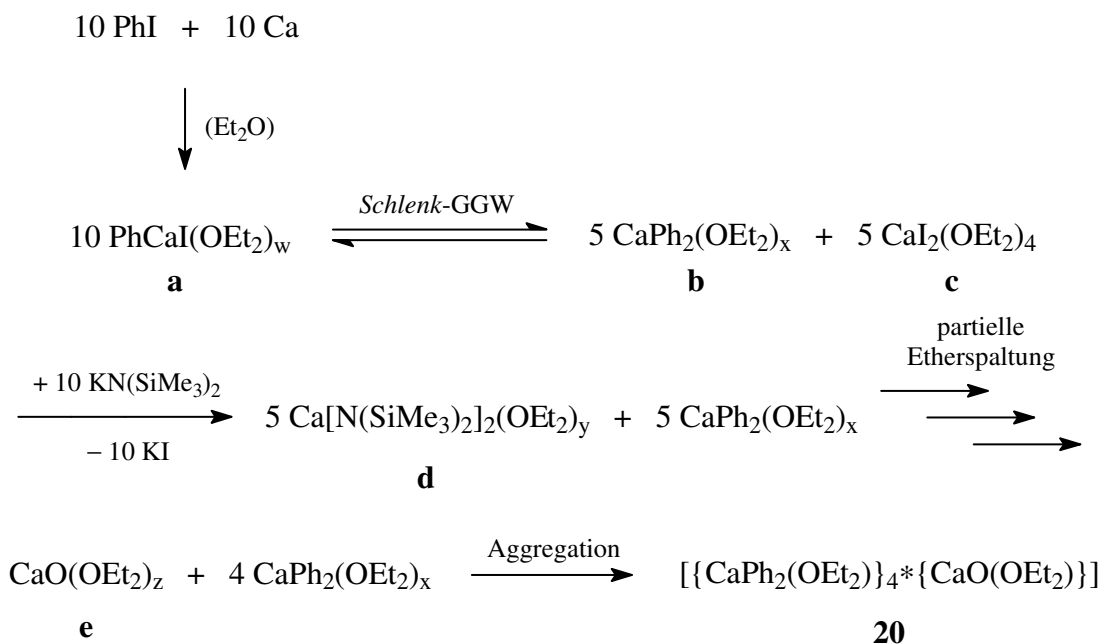 10 PhI + 10 Ca
(Et₂O)
Schlenk-GGW
10 PhCaI(OEt₂)w 5 CaPh₂(OEt₂)ₓ + 5 CaI₂(OEt₂)₄
a b c
partielle
Etherspaltung
+ 10 KN(SiMe₃)₂
5 Ca[N(SiMe₃)₂]₂(OEt₂)y + 5 CaPh₂(OEt₂)ₓ
− 10 KI
d
Aggregation
CaO(OEt₂)z + 4 CaPh₂(OEt₂)ₓ [{CaPh₂(OEt₂)}₄*{CaO(OEt₂)}]
e 20